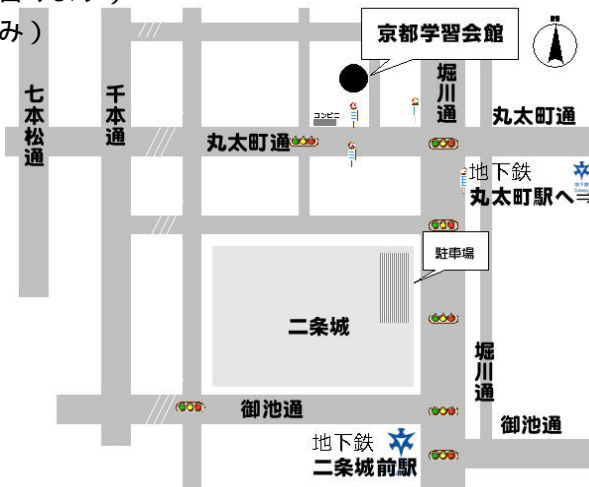 み）
京都学習会館
七本松通
千本通
堀川通
コンビニ
丸太町通
丸太町通
地下鉄
丸太町駅へ⇒
駐車場
二条城
堀川通
御池通
御池通
地下鉄
二条城前駅